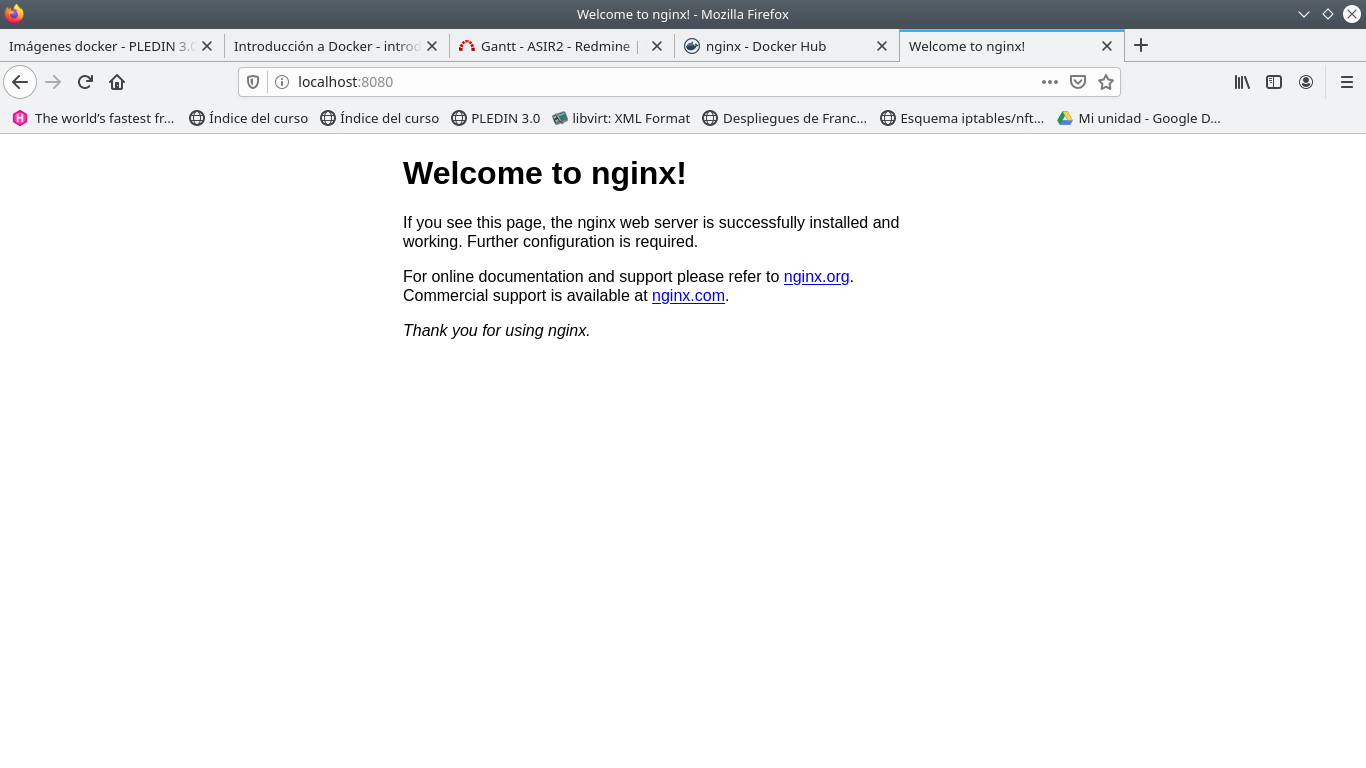 Welcome to nginx! - Mozilla Firefox
Imágenes docker - PLEDIN 3.0 Introducción a Docker - introd Gantt - ASIR2 - Redmine | nginx - Docker Hub Welcome to nginx!
localhost:8080
The world's fastest fr... Índice del curso Índice del curso PLEDIN 3.0 libvirt: XML Format Despliegues de Franc... Esquema iptables/nft... Mi unidad - Google D...
Welcome to nginx!
If you see this page, the nginx web server is successfully installed and
working. Further configuration is required.
For online documentation and support please refer to nginx.org.
Commercial support is available at nginx.com.
Thank you for using nginx.